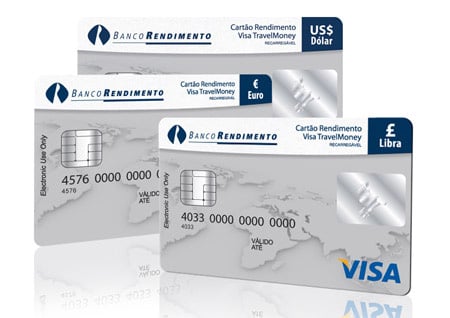 BANCO RENDIMENTO
Cartão Rendimento
Visa TravelMoney
RECARREGÁVEL
US$
Dólar
BANCO RENDIMENTO
Cartão Rendimento
Visa TravelMoney
RECARREGÁVEL
€
Euro
Electronic Use Only
4576 0000 0000 0
4576
VÁLIDO
ATÉ
BANCO RENDIMENTO
Cartão Rendimento
Visa TravelMoney
RECARREGÁVEL
£
Libra
Electronic Use Only
4033 0000 0000 0000
4033
VÁLIDO
ATÉ
VISA